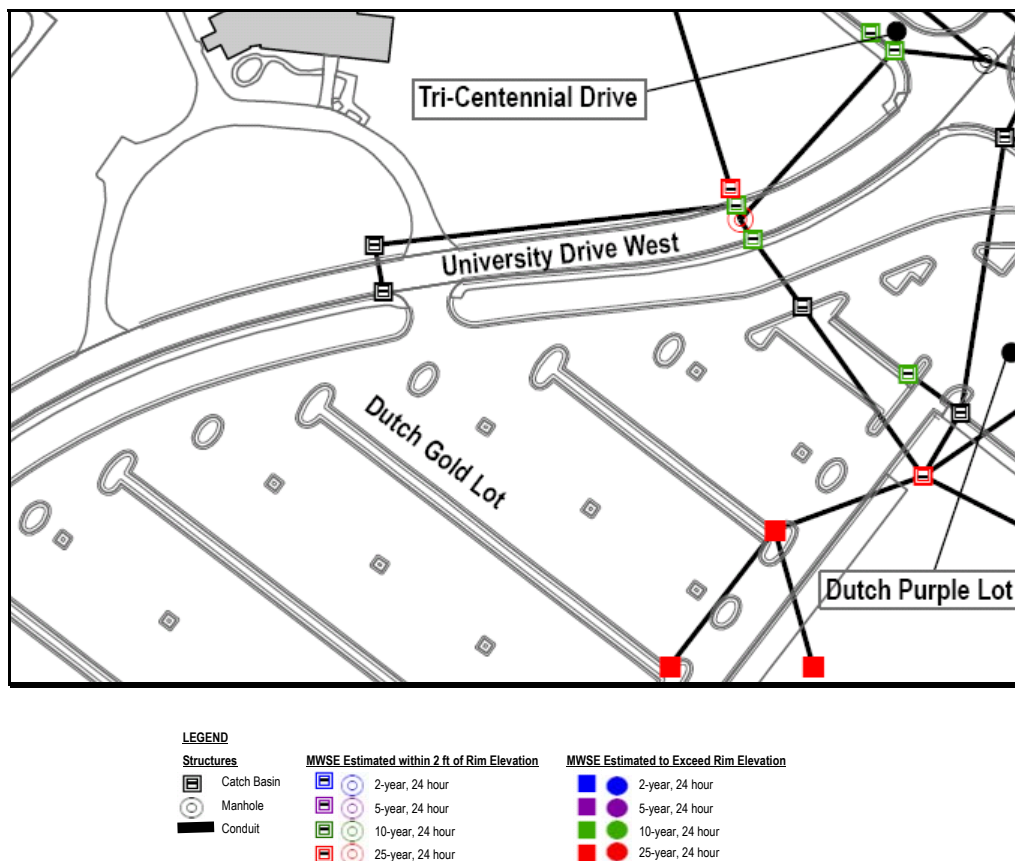 Tri-Centennial Drive
University Drive West
Dutch Gold Lot
Dutch Purple Lot
LEGEND
Structures
Catch Basin
Manhole
Conduit
MWSE Estimated within 2 ft of Rim Elevation
2-year, 24 hour
5-year, 24 hour
10-year, 24 hour
25-year, 24 hour
MWSE Estimated to Exceed Rim Elevation
2-year, 24 hour
5-year, 24 hour
10-year, 24 hour
25-year, 24 hour